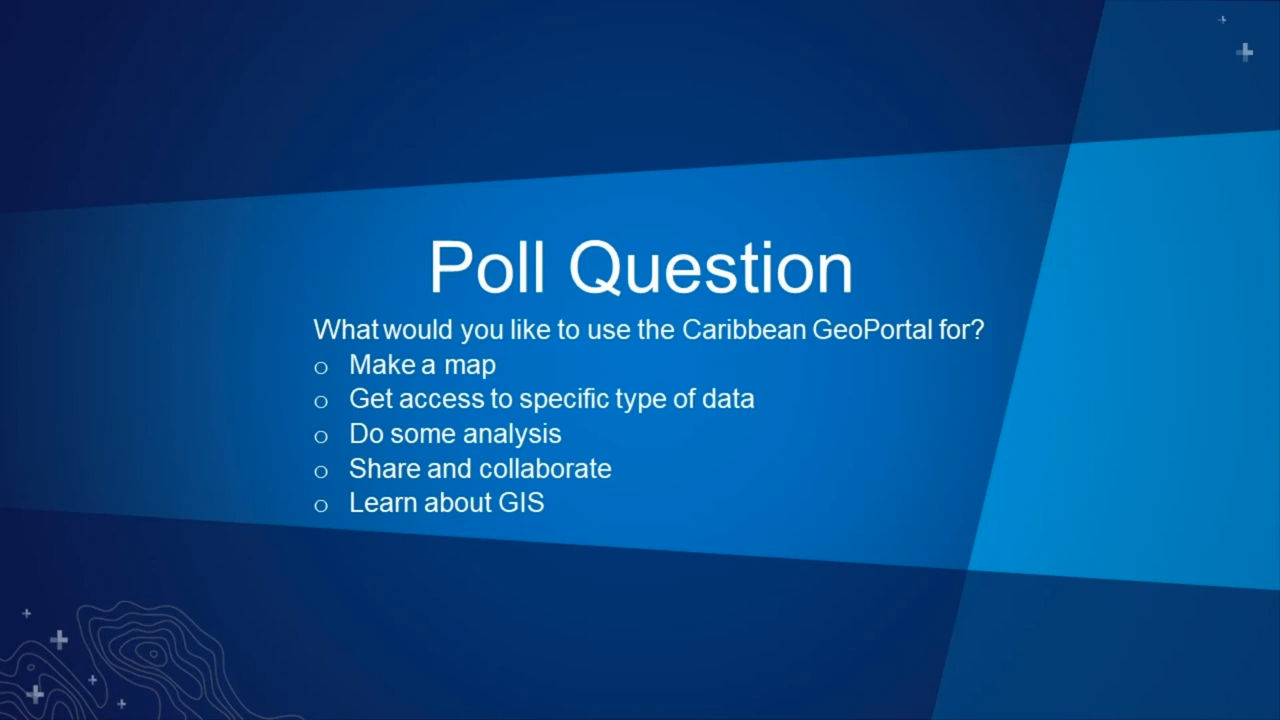 Poll Question
What would you like to use the Caribbean GeoPortal for?
o Make a map
o Get access to specific type of data
o Do some analysis
o Share and collaborate
o Learn about GIS